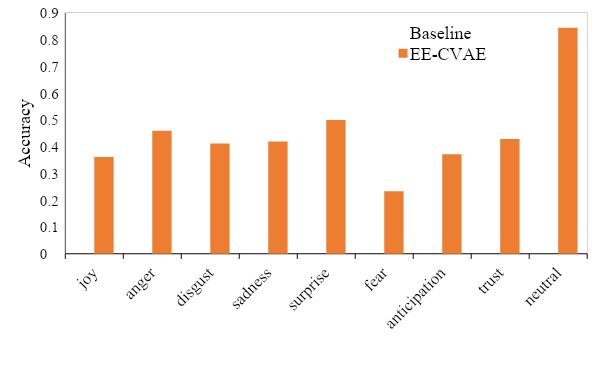 0.9
0.8
0.7
0.6
0.5
0.4
0.3
0.2
0.1
0
Accuracy
Baseline
EE-CVAE
joy
anger
disgust
sadness
surprise
fear
anticipation
trust
neutral